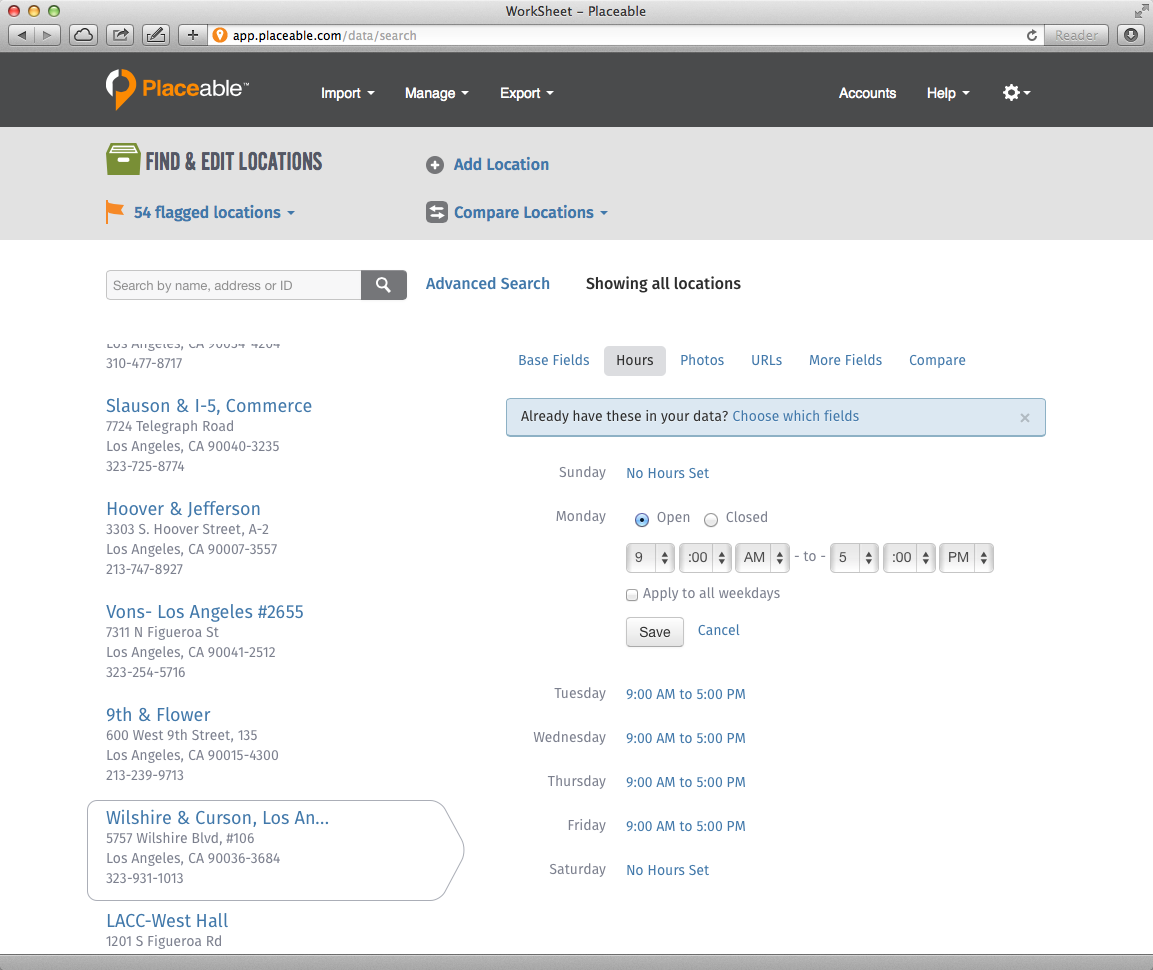 WorkSheet – Placeable
app.placeable.com/data/search
Reader
Placeable™
Import
Manage
Export
Accounts
Help
FIND & EDIT LOCATIONS
Add Location
54 flagged locations
Compare Locations
Search by name, address or ID
Advanced Search
Showing all locations
Los Angeles, CA 90034-4204
310-477-8717
Slauson & I-5, Commerce
7724 Telegraph Road
Los Angeles, CA 90040-3235
323-725-8774
Hoover & Jefferson
3303 S. Hoover Street, A-2
Los Angeles, CA 90007-3557
213-747-8927
Vons- Los Angeles #2655
7311 N Figueroa St
Los Angeles, CA 90041-2512
323-254-5716
9th & Flower
600 West 9th Street, 135
Los Angeles, CA 90015-4300
213-239-9713
Wilshire & Curson, Los An...
5757 Wilshire Blvd, #106
Los Angeles, CA 90036-3684
323-931-1013
LACC-West Hall
1201 S Figueroa Rd
Base Fields
Hours
Photos
URLs
More Fields
Compare
Already have these in your data? Choose which fields ×
Sunday No Hours Set
Monday Open Closed
9 :00 AM - to - 5 :00 PM
Apply to all weekdays
Save Cancel
Tuesday 9:00 AM to 5:00 PM
Wednesday 9:00 AM to 5:00 PM
Thursday 9:00 AM to 5:00 PM
Friday 9:00 AM to 5:00 PM
Saturday No Hours Set